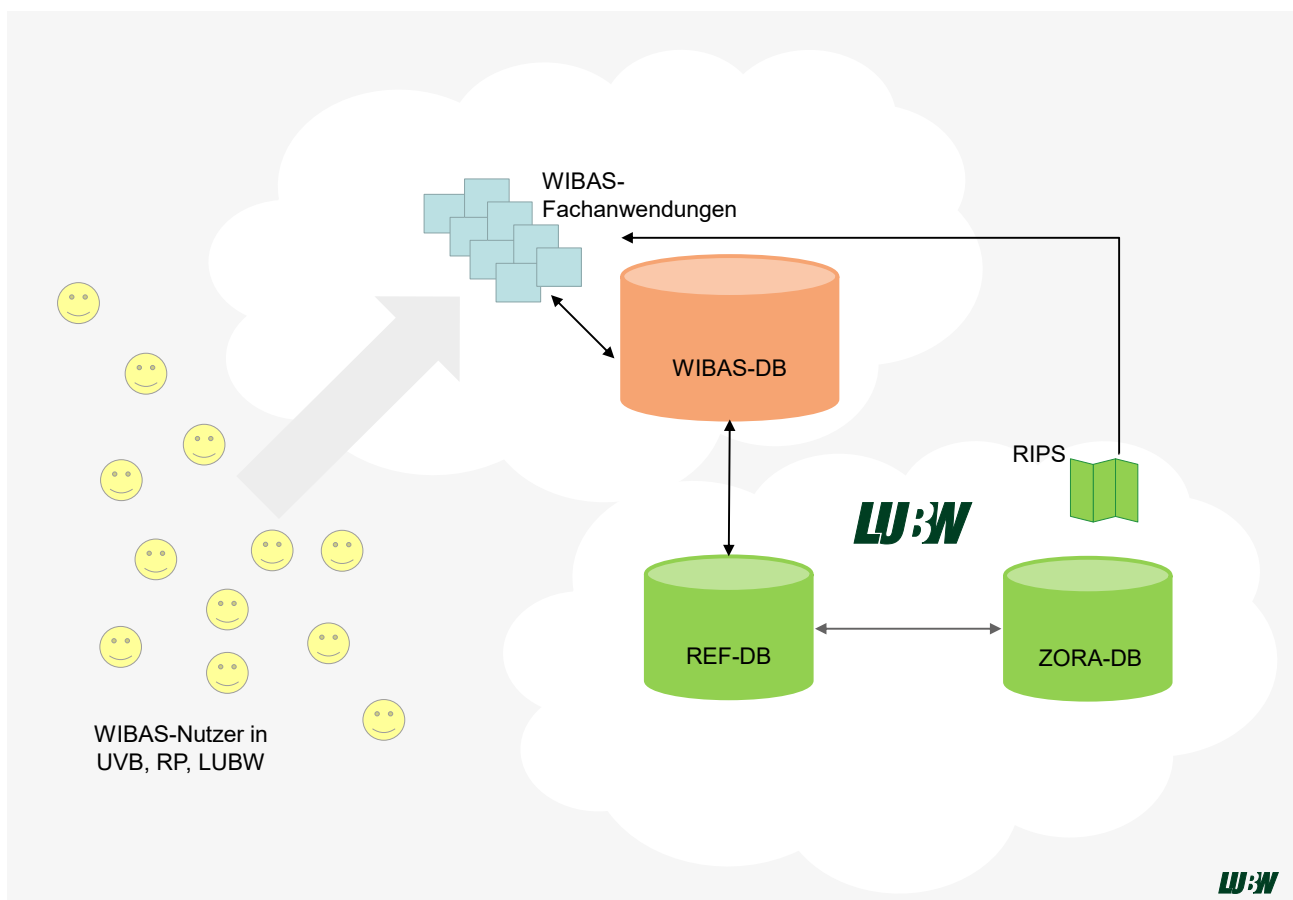 WIBAS-
Fachanwendungen
WIBAS-DB
RIPS
LUBW
REF-DB
ZORA-DB
WIBAS-Nutzer in
UVB, RP, LUBW
LUBW